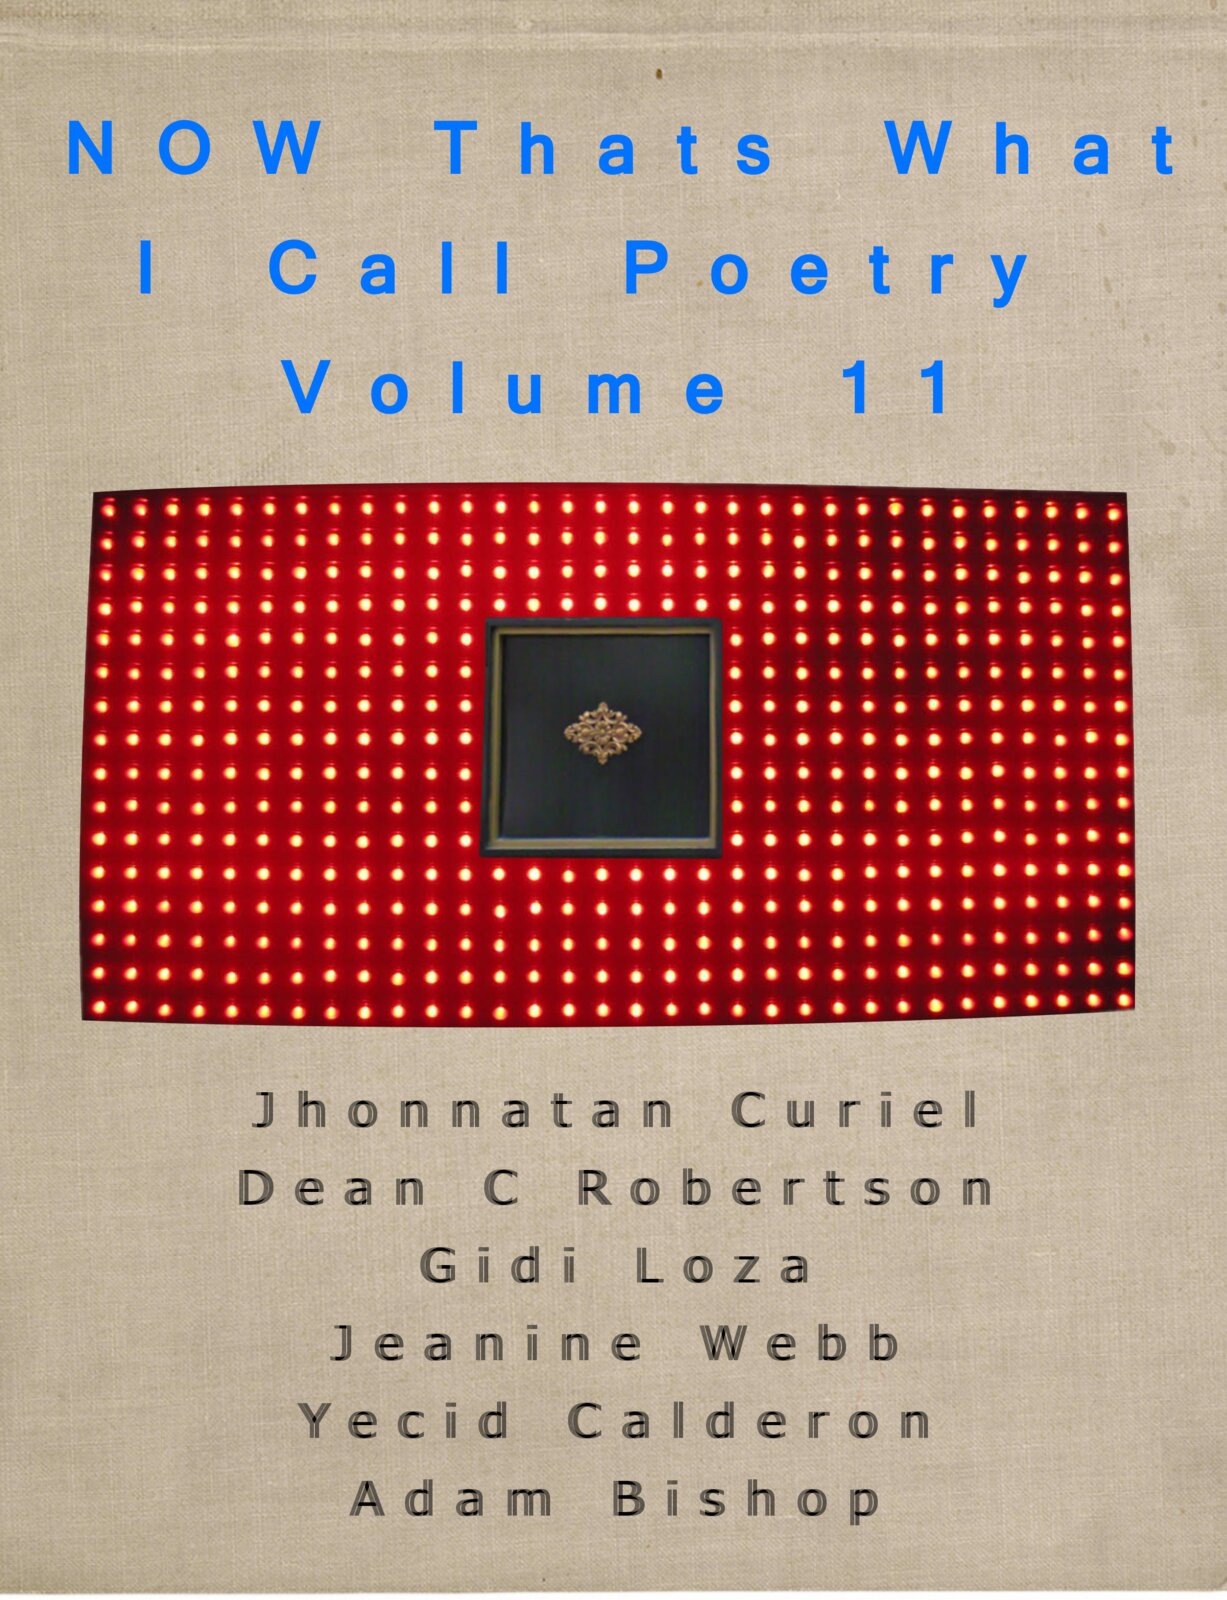 NOW Thats What
I Call Poetry
Volume 11
Jhonnatan Curiel
Dean C Robertson
Gidi Loza
Jeanine Webb
Yecid Calderon
Adam Bishop